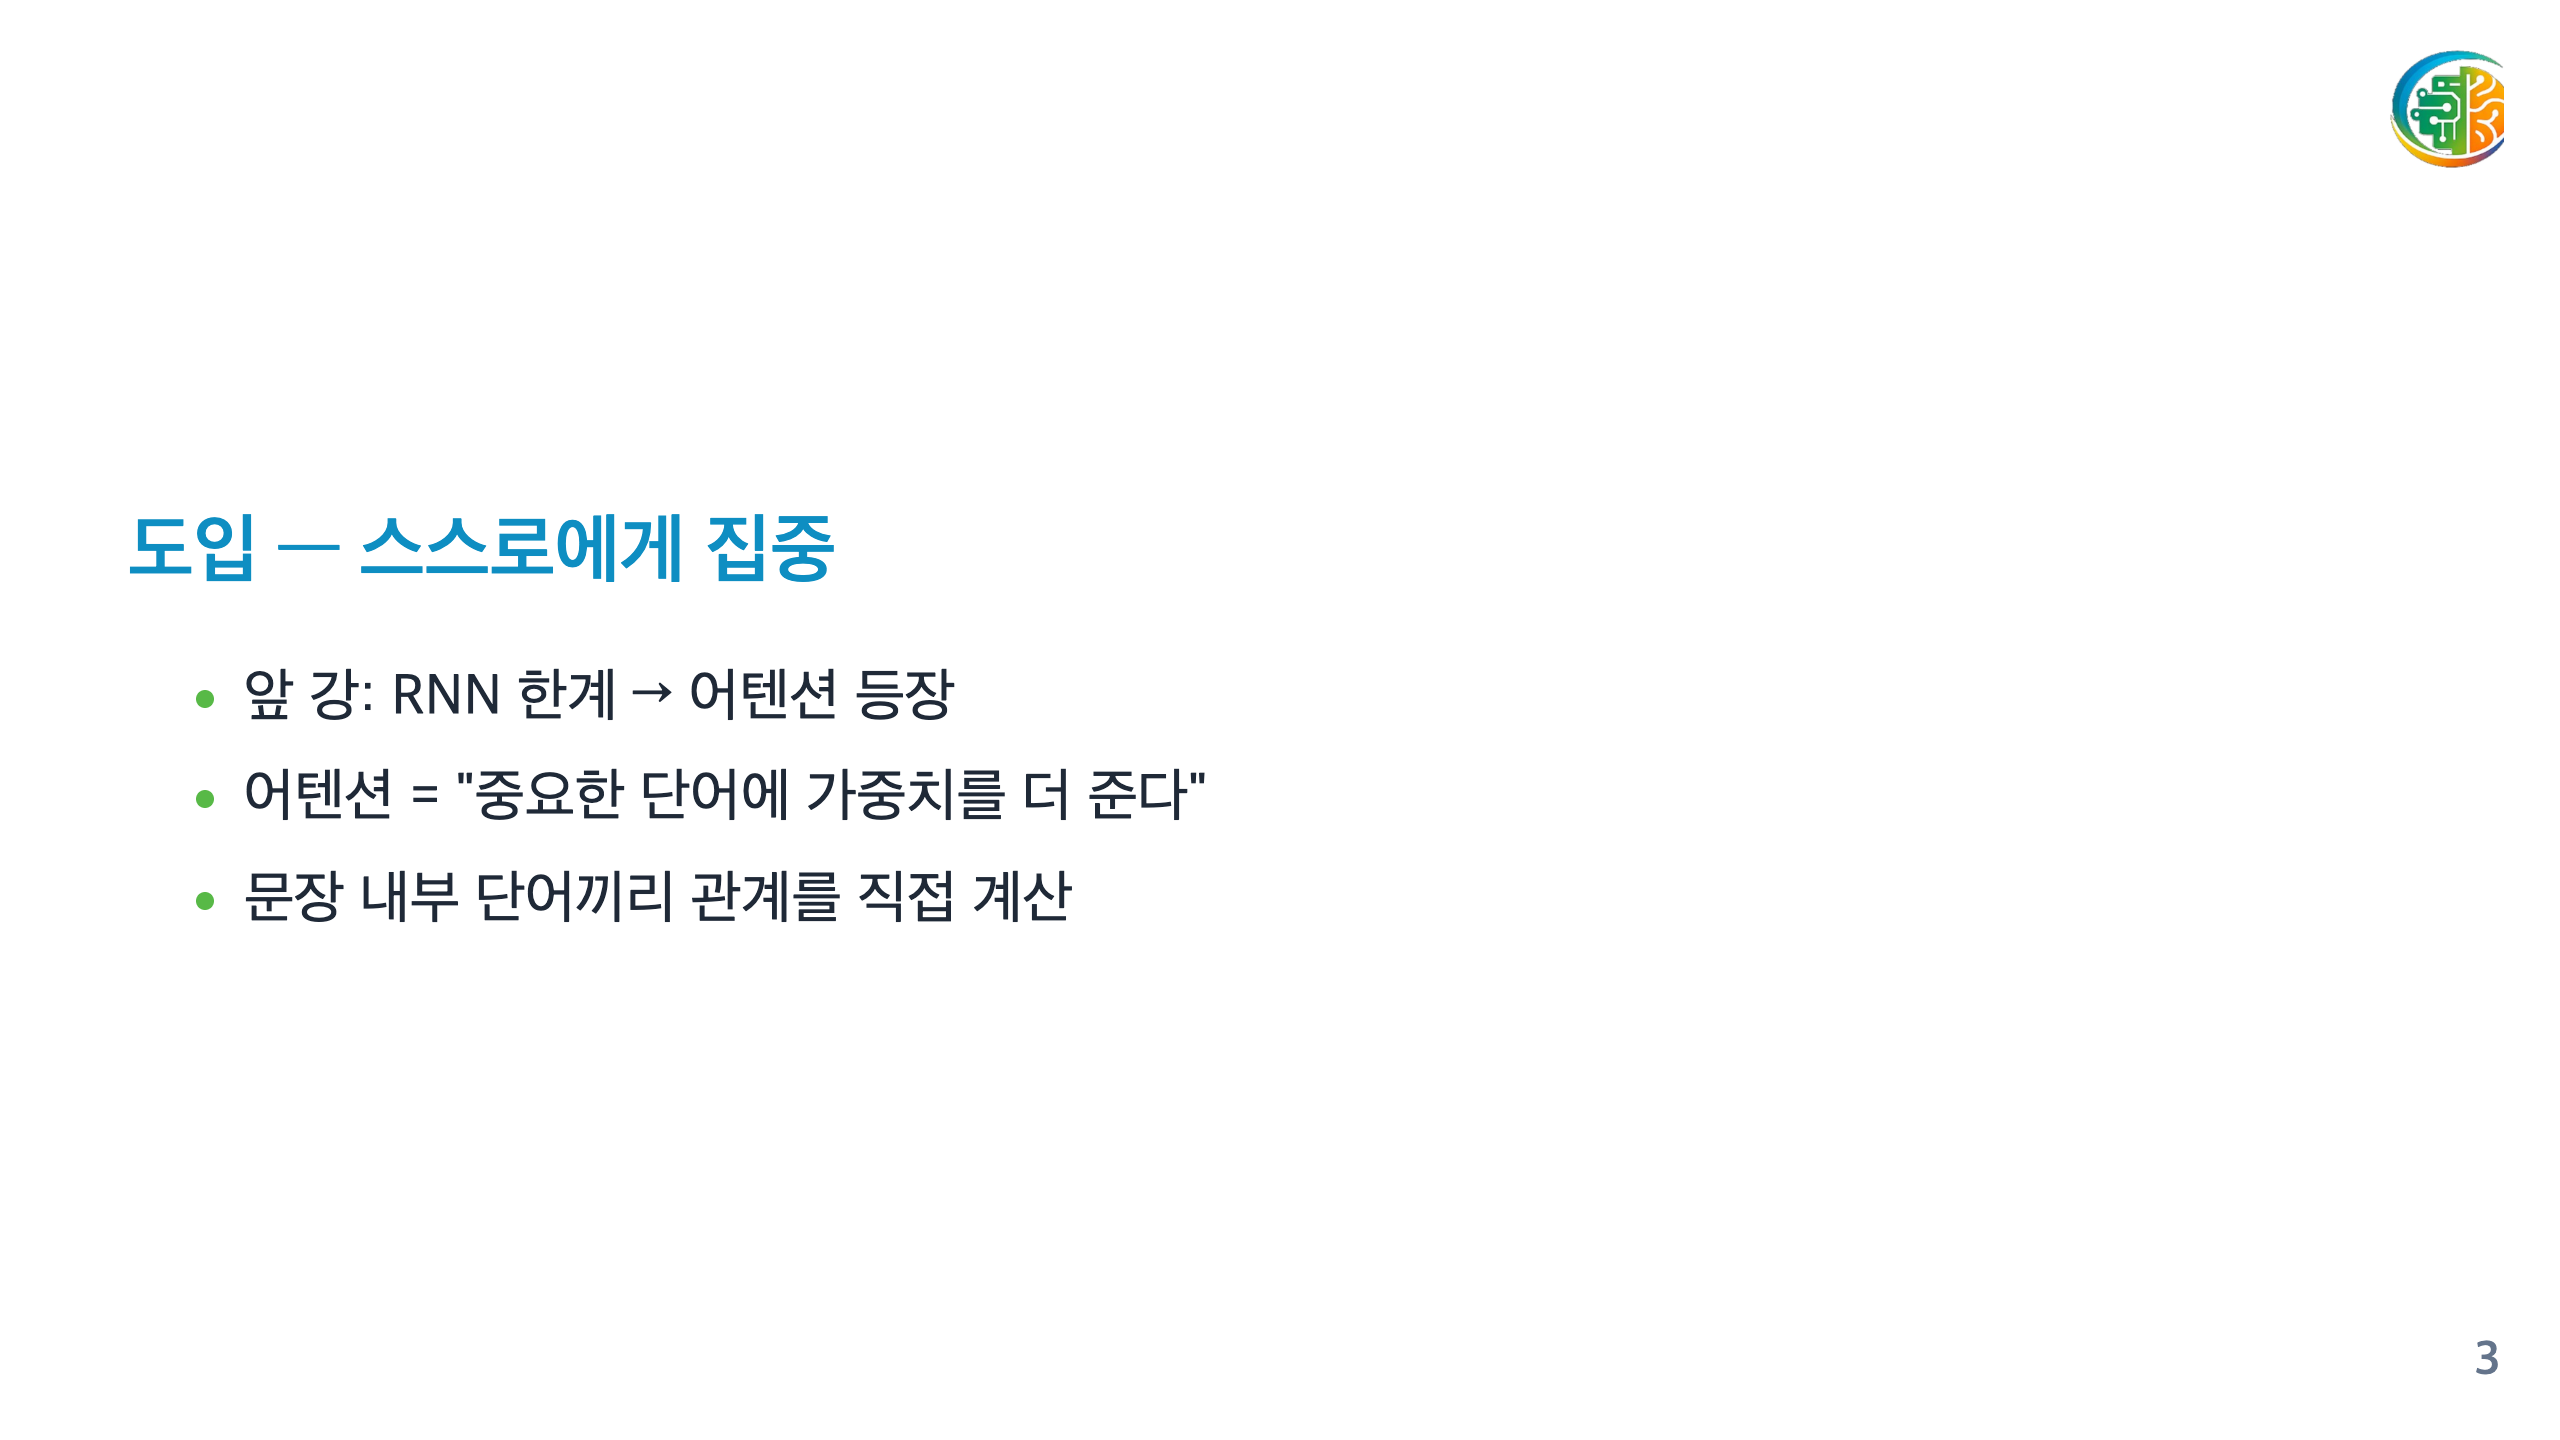 도입 — 스스로에게 집중
• 앞 강: RNN 한계 → 어텐션 등장
• 어텐션 = "중요한 단어에 가중치를 더 준다"
• 문장 내부 단어끼리 관계를 직접 계산
3